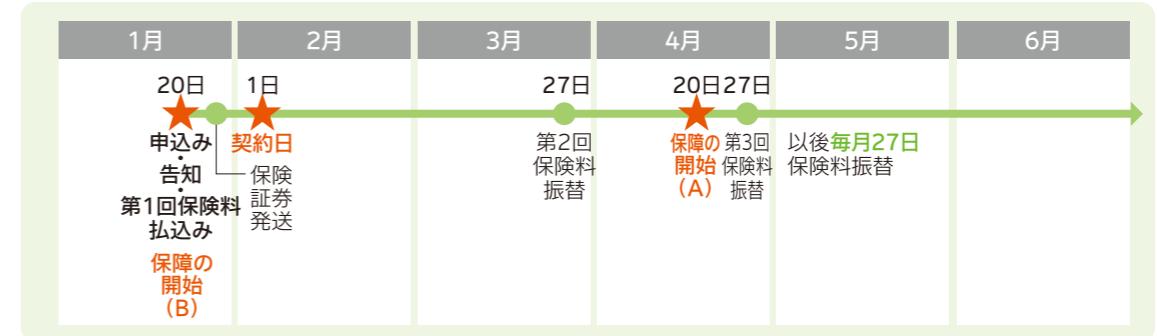 1月
2月
3月
4月
5月
6月
20日
1日
27日
20日
27日
申込み
・
告知
・
第1回保険料
払込み
保障の
開始
(B)
契約日
保険
証券
発送
第2回
保険料
振替
保障の
開始
(A)
第3回
保険料
振替
以後毎月27日
保険料振替